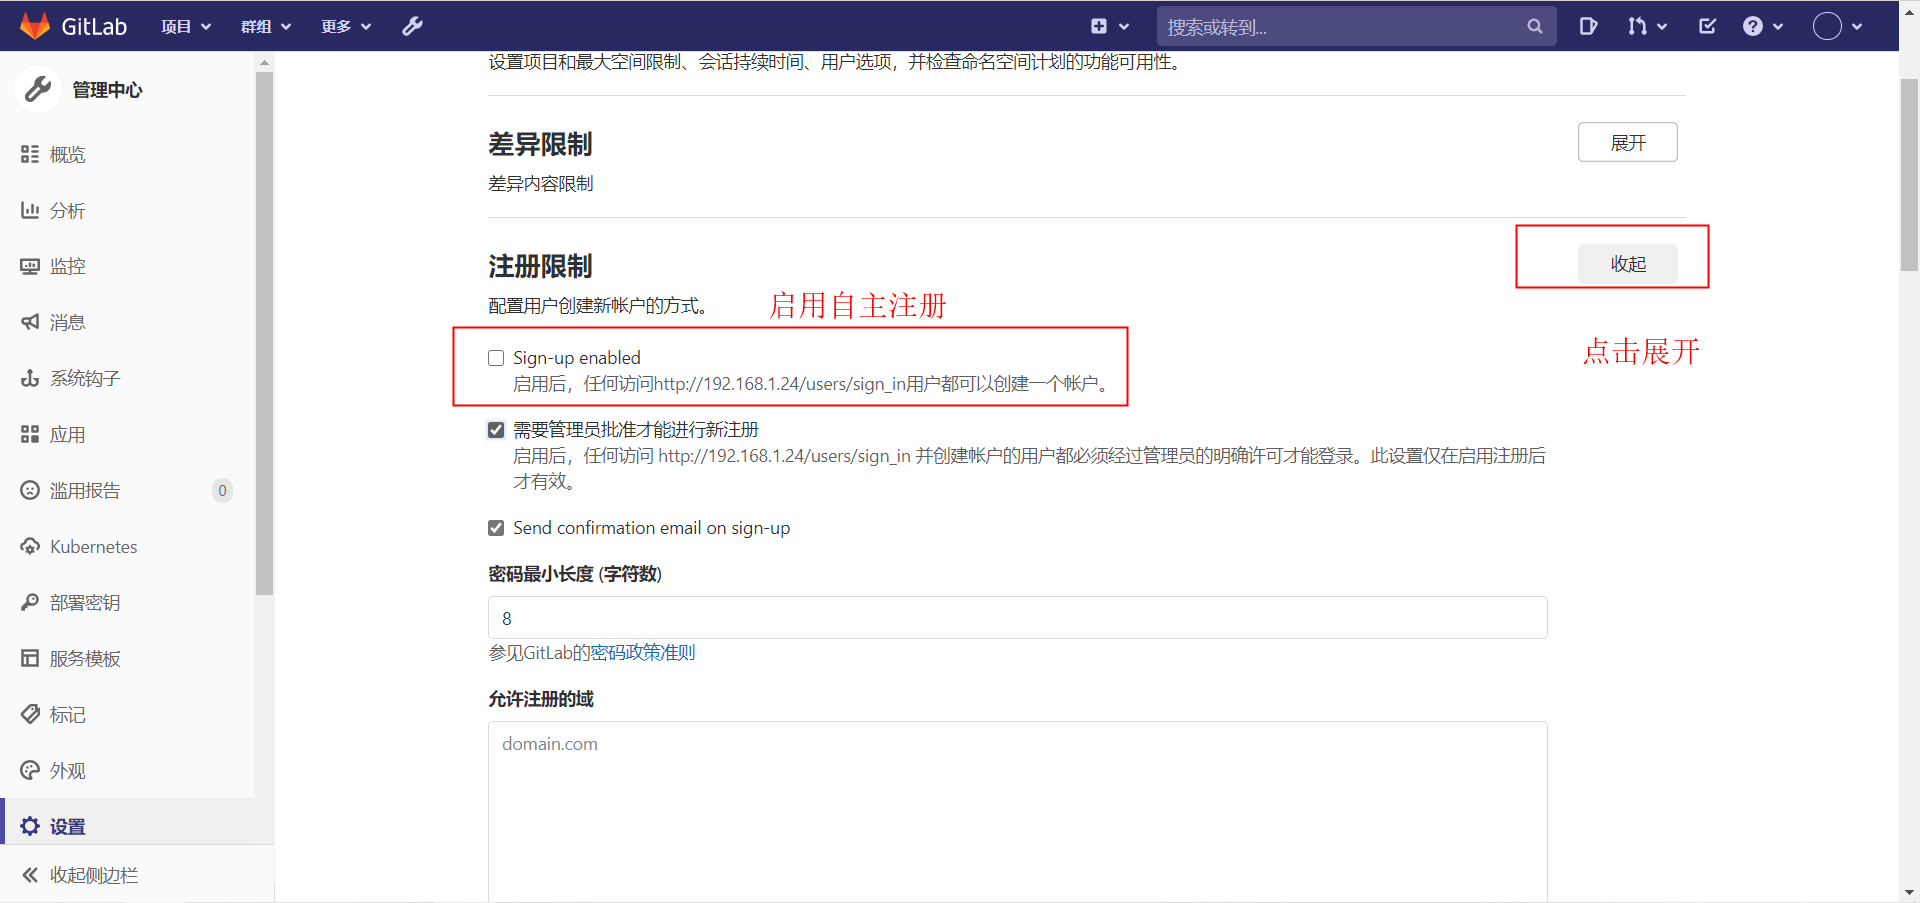 GitLab
项目
群组
更多
搜索或转到...
管理中心
概览
分析
监控
消息
系统钩子
应用
滥用报告
0
Kubernetes
部署密钥
服务模板
标记
外观
设置
收起侧边栏
设置项目和最大空间限制、会话持续时间、用户选项，并检查命名空间计划的功能可用性。
差异限制
展开
差异内容限制
注册限制
收起
配置用户创建新帐户的方式。
启用自主注册
点击展开
Sign-up enabled
启用后，任何访问http://192.168.1.24/users/sign_in用户都可以创建一个帐户。
需要管理员批准才能进行新注册
启用后，任何访问 http://192.168.1.24/users/sign_in 并创建帐户的用户都必须经过管理员的明确许可才能登录。此设置仅在启用注册后
才有效。
Send confirmation email on sign-up
密码最小长度 (字符数)
8
参见GitLab的密码政策准则
允许注册的域
domain.com